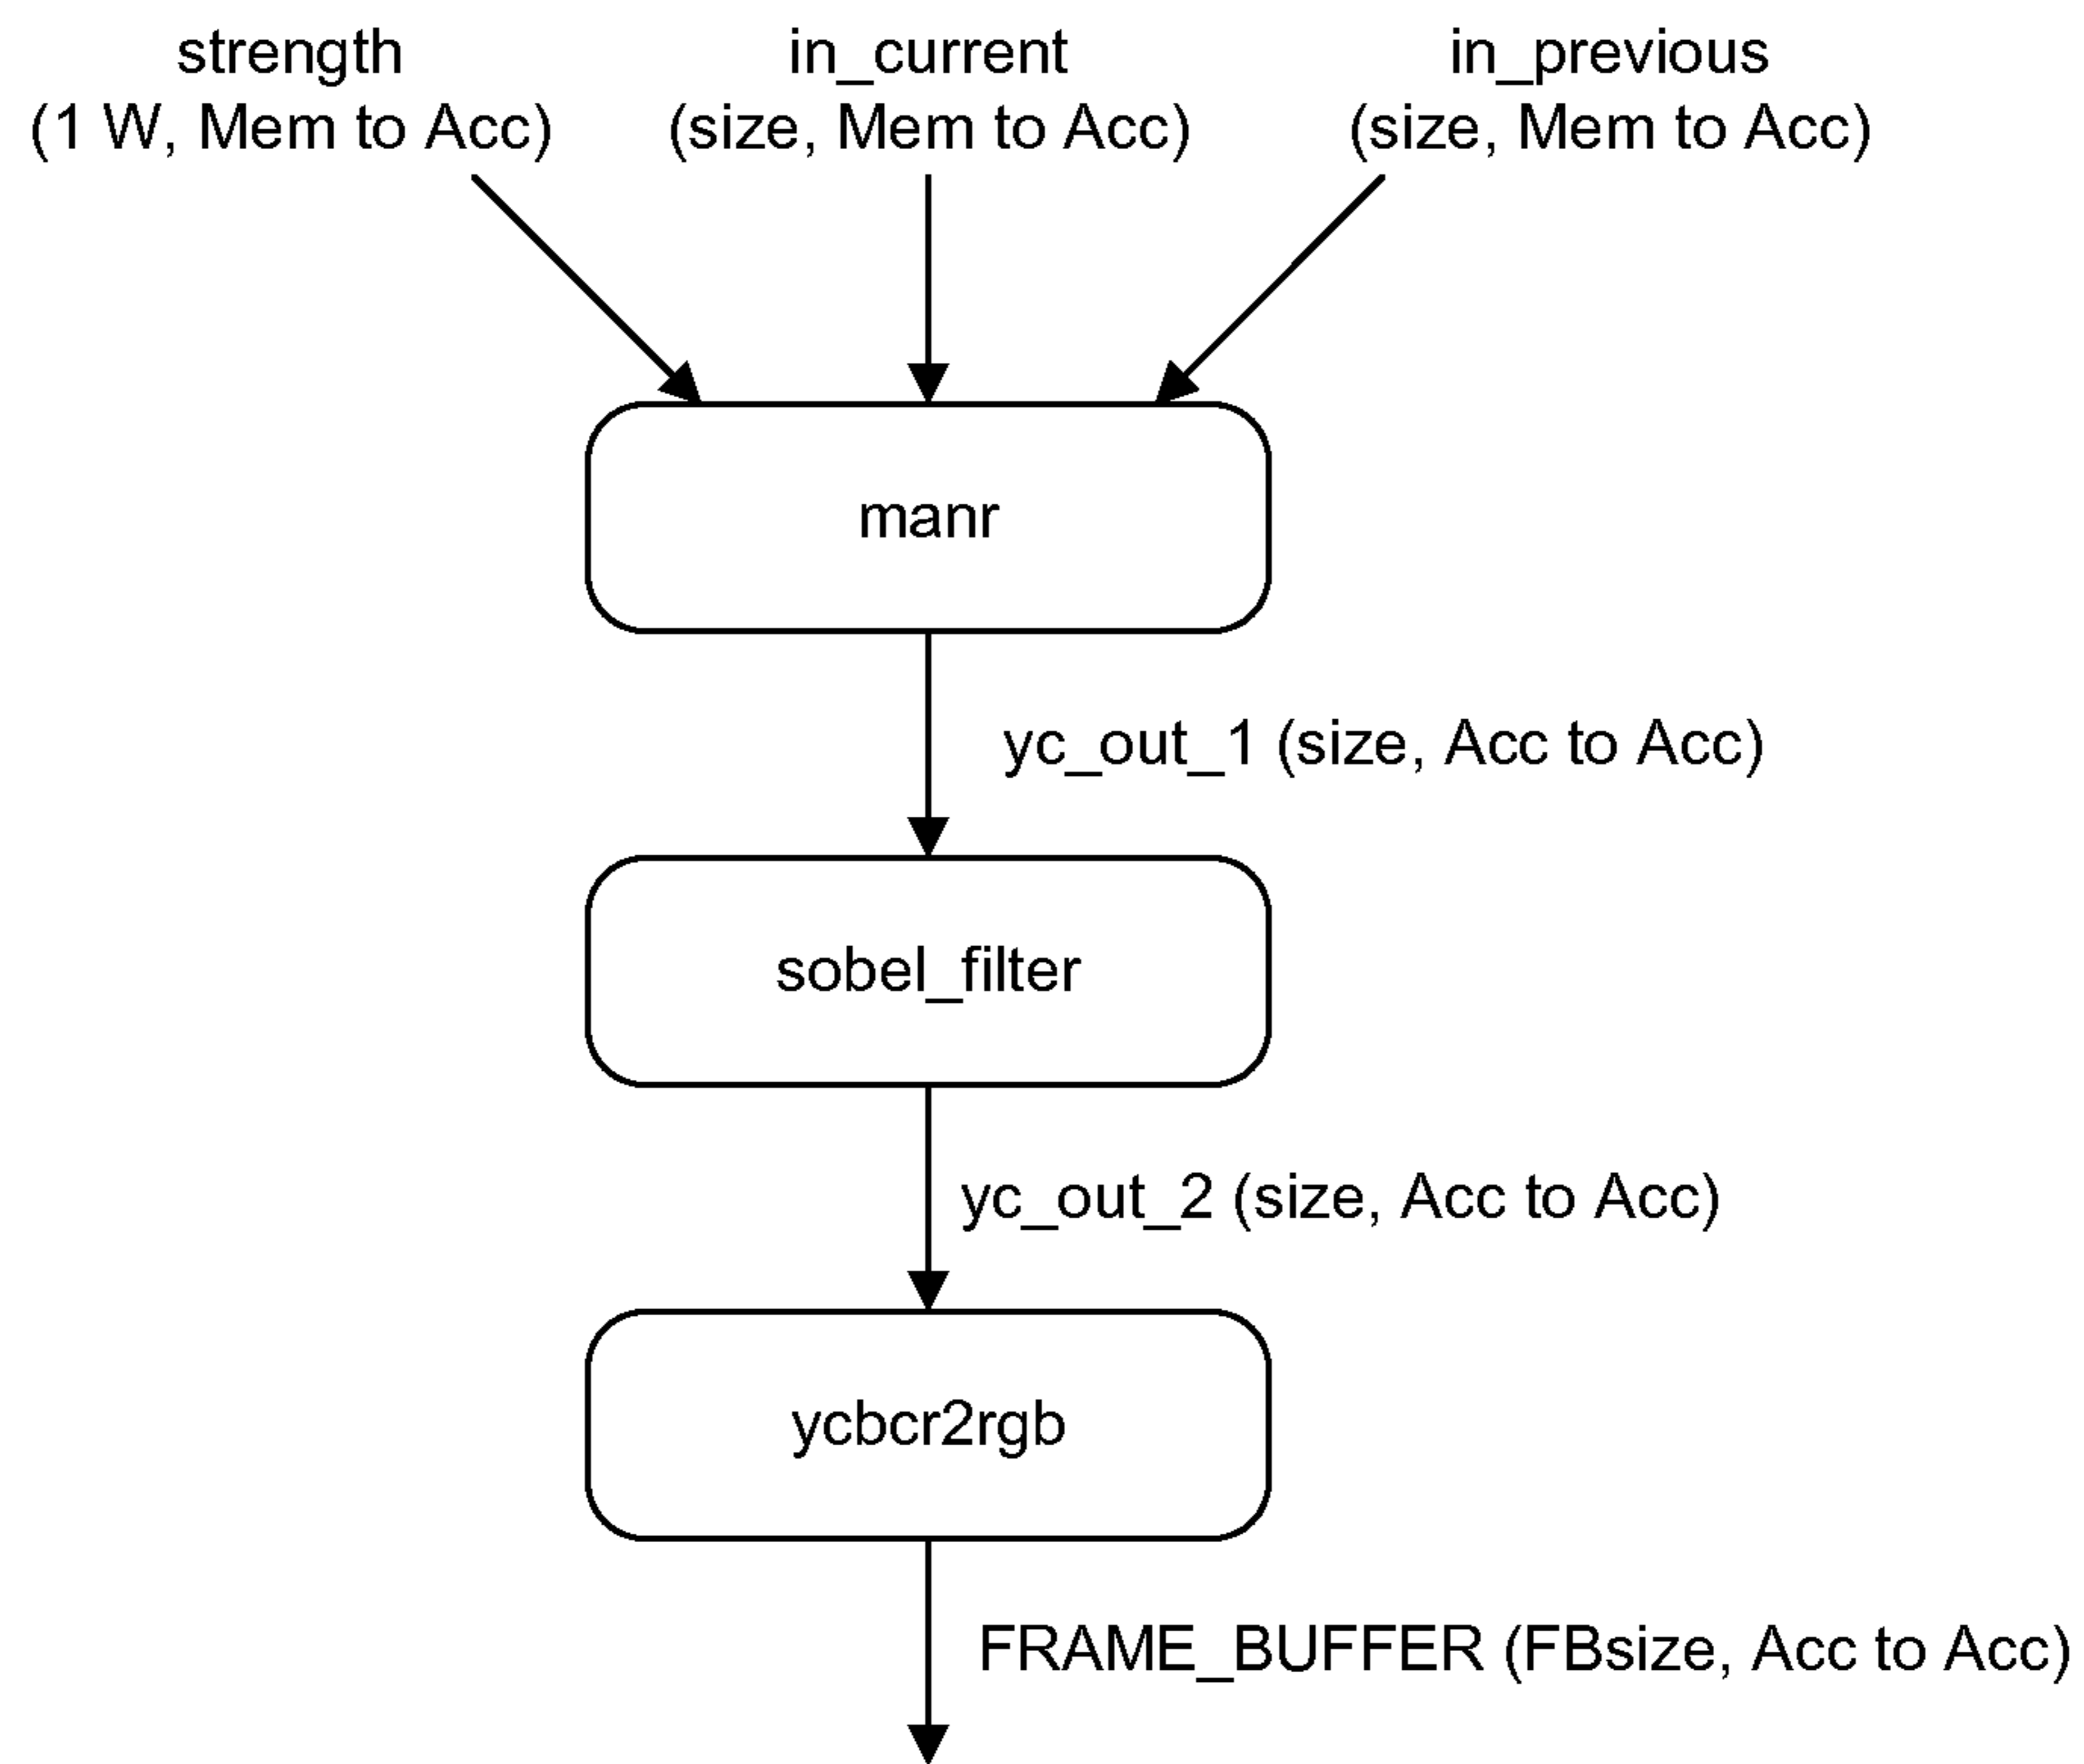 strength
(1 W, Mem to Acc)
in_current
(size, Mem to Acc)
in_previous
(size, Mem to Acc)
manr
yc_out_1 (size, Acc to Acc)
sobel_filter
yc_out_2 (size, Acc to Acc)
ycbcr2rgb
FRAME_BUFFER (FBsize, Acc to Acc)